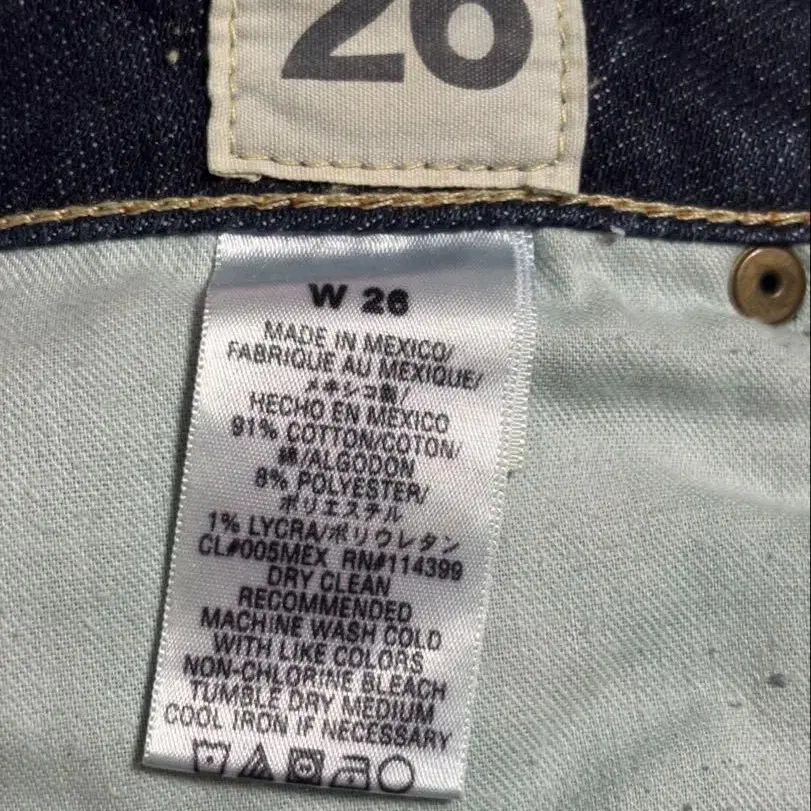 26
W 26
MADE IN MEXICO/
FABRIQUE AU MEXIQUE/
メキシコ製/
HECHO EN MEXICO
91% COTTON/COTON/
綿/ALGODON
8% POLYESTER/
ポリエステル
1% LYCRA/ポリウレタン
CL#005MEX RN#114399
DRY CLEAN
RECOMMENDED
MACHINE WASH COLD
WITH LIKE COLORS
NON-CHLORINE BLEACH
TUMBLE DRY MEDIUM
COOL IRON IF NECESSARY